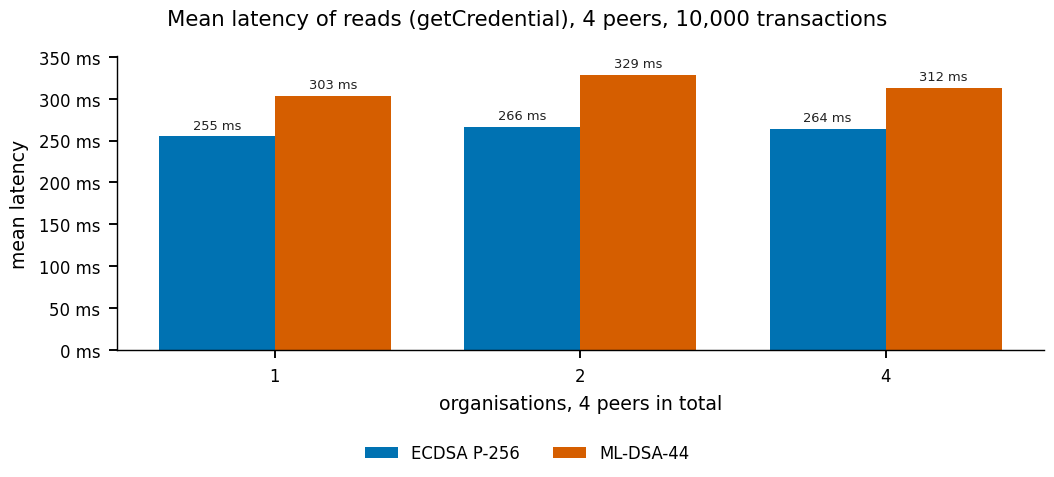 Mean latency of reads (getCredential), 4 peers, 10,000 transactions
350 ms
300 ms
250 ms
200 ms
150 ms
100 ms
50 ms
0 ms
mean latency
255 ms
303 ms
266 ms
329 ms
264 ms
312 ms
1
2
4
organisations, 4 peers in total
ECDSA P-256
ML-DSA-44